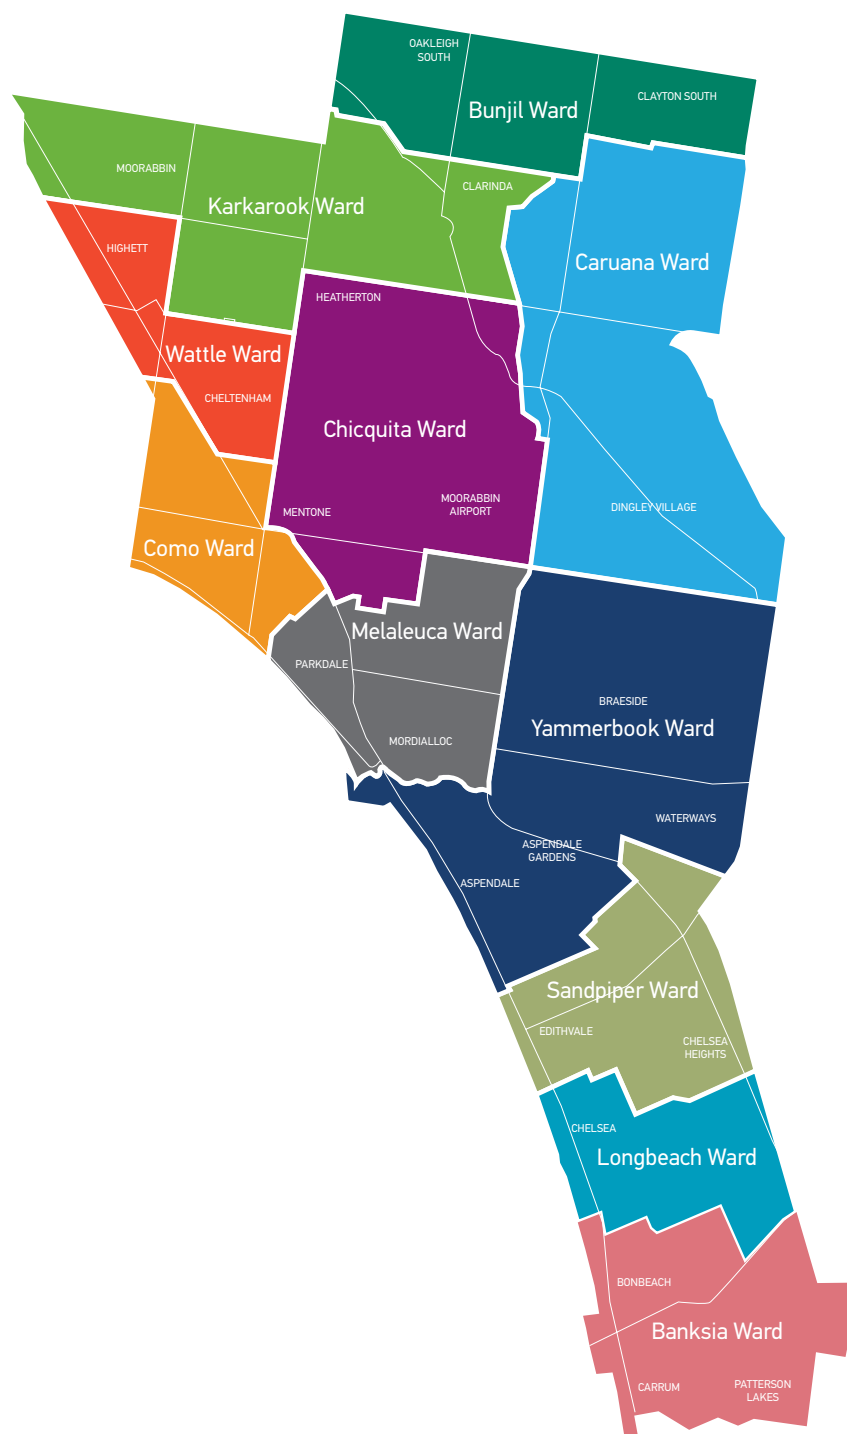 OAKLEIGH
SOUTH
CLAYTON SOUTH
Bunjil Ward
MOORABBIN
CLARINDA
Karkarook Ward
HIGHETT
Caruana Ward
HEATHERTON
Wattle Ward
CHELTENHAM
Chicquita Ward
MOORABBIN
AIRPORT
MENTONE
DINGLEY VILLAGE
Como Ward
Melaleuca Ward
PARKDALE
BRAESIDE
Yammerbook Ward
MORDIALLOC
WATERWAYS
ASPENDALE
GARDENS
ASPENDALE
Sandpiper Ward
EDITHVALE
CHELSEA
HEIGHTS
CHELSEA
Longbeach Ward
BONBEACH
Banksia Ward
CARRUM
PATTERSON
LAKES